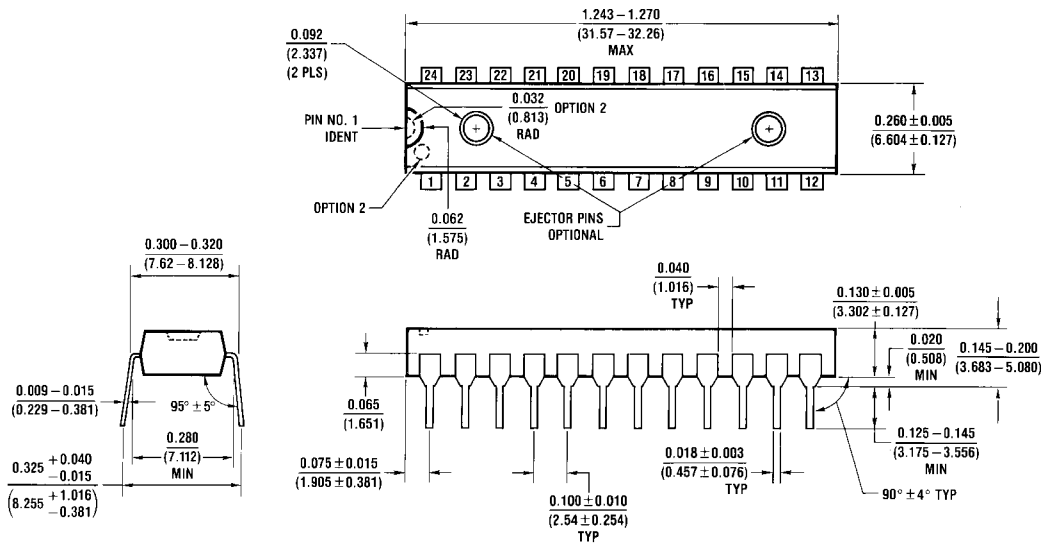 1.243 – 1.270
(31.57 – 32.26)
MAX
0.092
(2.337)
(2 PLS)
24 23 22 21 20 19 18 17 16 15 14 13
0.032
(0.813)
RAD
OPTION 2
PIN NO. 1
IDENT
0.260 ± 0.005
(6.604 ± 0.127)
1 2 3 4 5 6 7 8 9 10 11 12
OPTION 2
0.062
(1.575)
RAD
EJECTOR PINS
OPTIONAL
0.300 – 0.320
(7.62 – 8.128)
0.040
(1.016)
TYP
0.130 ± 0.005
(3.302 ± 0.127)
0.020
(0.508)
MIN
0.145 – 0.200
(3.683 – 5.080)
0.009 – 0.015
(0.229 – 0.381)
95° ± 5°
0.065
(1.651)
0.280
(7.112)
MIN
0.125 – 0.145
(3.175 – 3.556)
MIN
0.325 +0.040
–0.015
(8.255 +1.016
–0.381)
0.075 ± 0.015
(1.905 ± 0.381)
0.018 ± 0.003
(0.457 ± 0.076)
TYP
0.100 ± 0.010
(2.54 ± 0.254)
TYP
90° ± 4° TYP